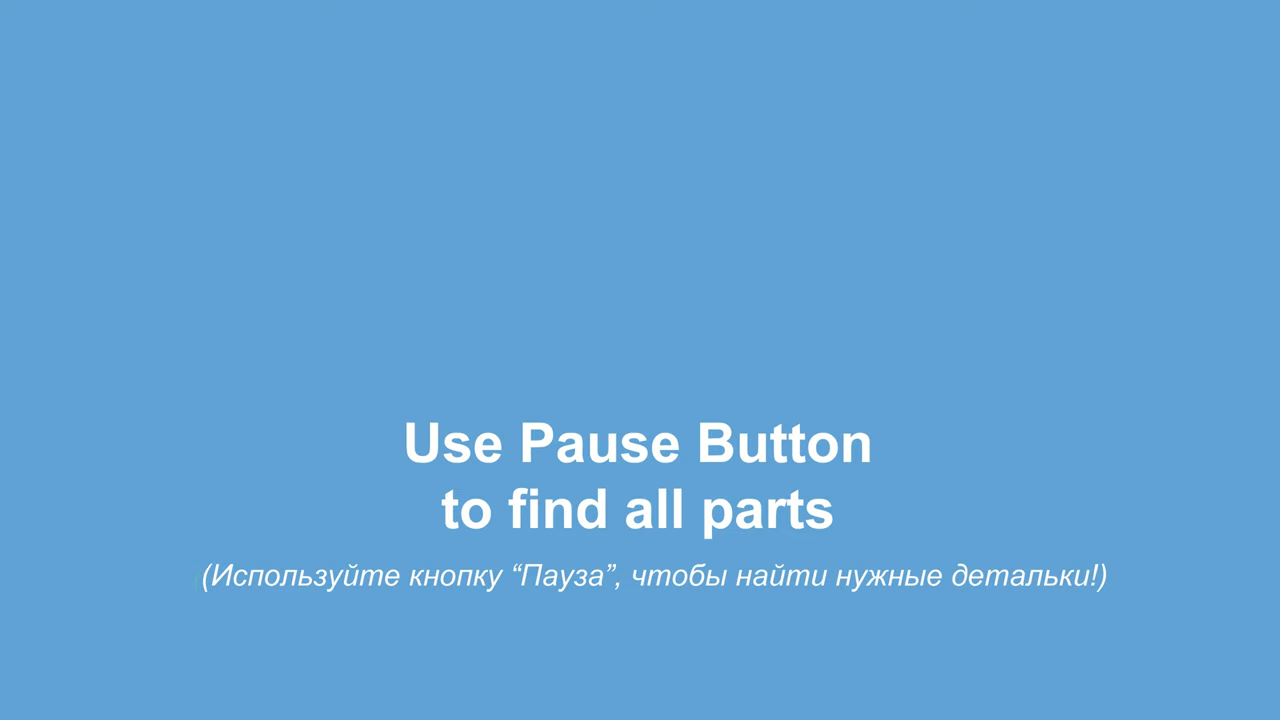 Use Pause Button
to find all parts
(Используйте кнопку “Пауза”, чтобы найти нужные детальки!)